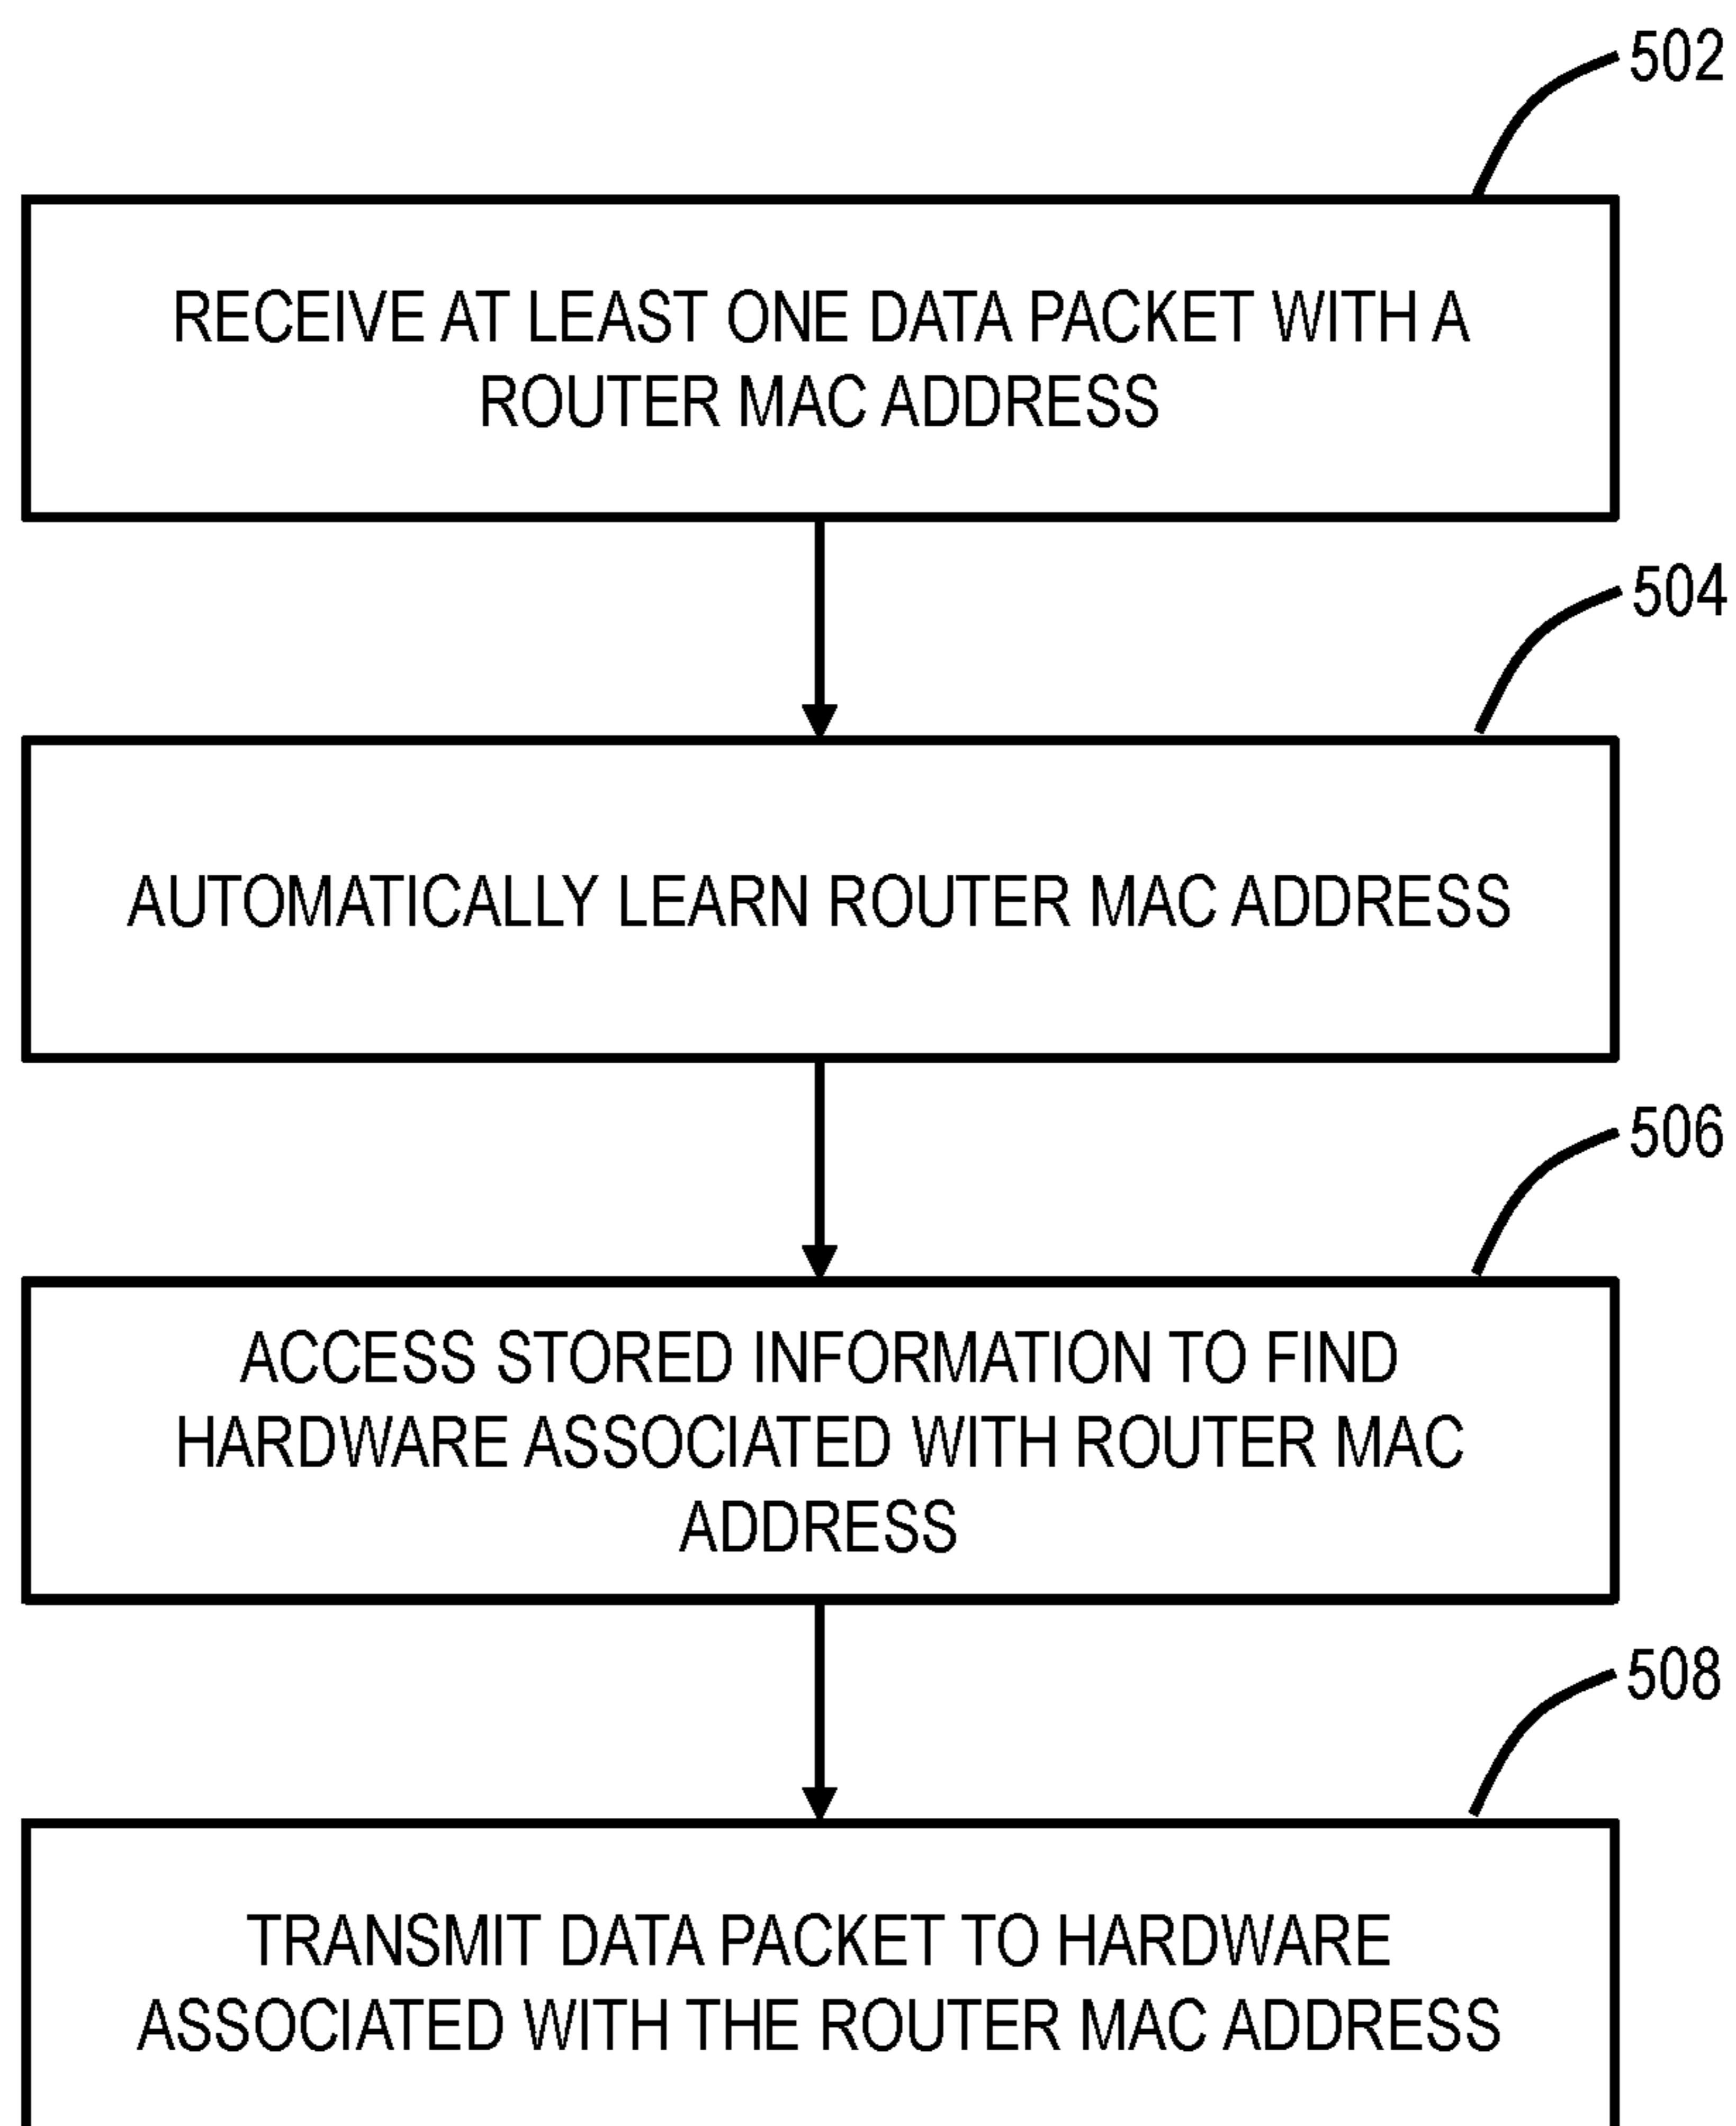 502
RECEIVE AT LEAST ONE DATA PACKET WITH A
ROUTER MAC ADDRESS
504
AUTOMATICALLY LEARN ROUTER MAC ADDRESS
506
ACCESS STORED INFORMATION TO FIND
HARDWARE ASSOCIATED WITH ROUTER MAC
ADDRESS
508
TRANSMIT DATA PACKET TO HARDWARE
ASSOCIATED WITH THE ROUTER MAC ADDRESS